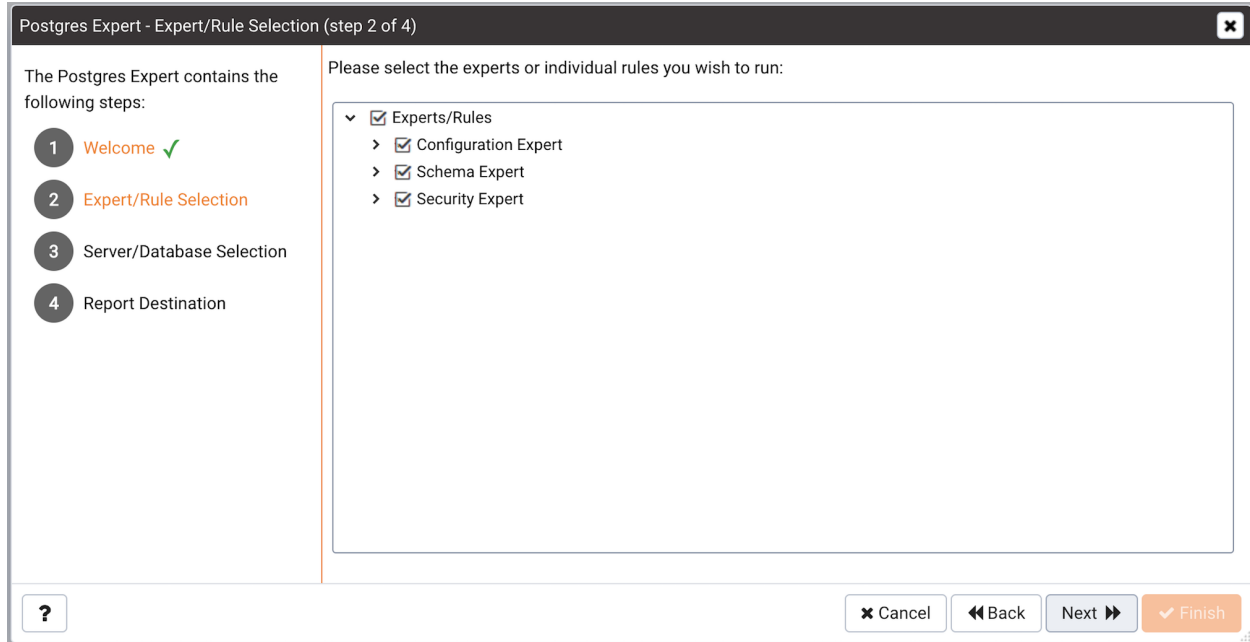 Postgres Expert - Expert/Rule Selection (step 2 of 4)
The Postgres Expert contains the
following steps:
1 Welcome
2 Expert/Rule Selection
3 Server/Database Selection
4 Report Destination
Please select the experts or individual rules you wish to run:
Experts/Rules
Configuration Expert
Schema Expert
Security Expert
? Cancel Back Next Finish